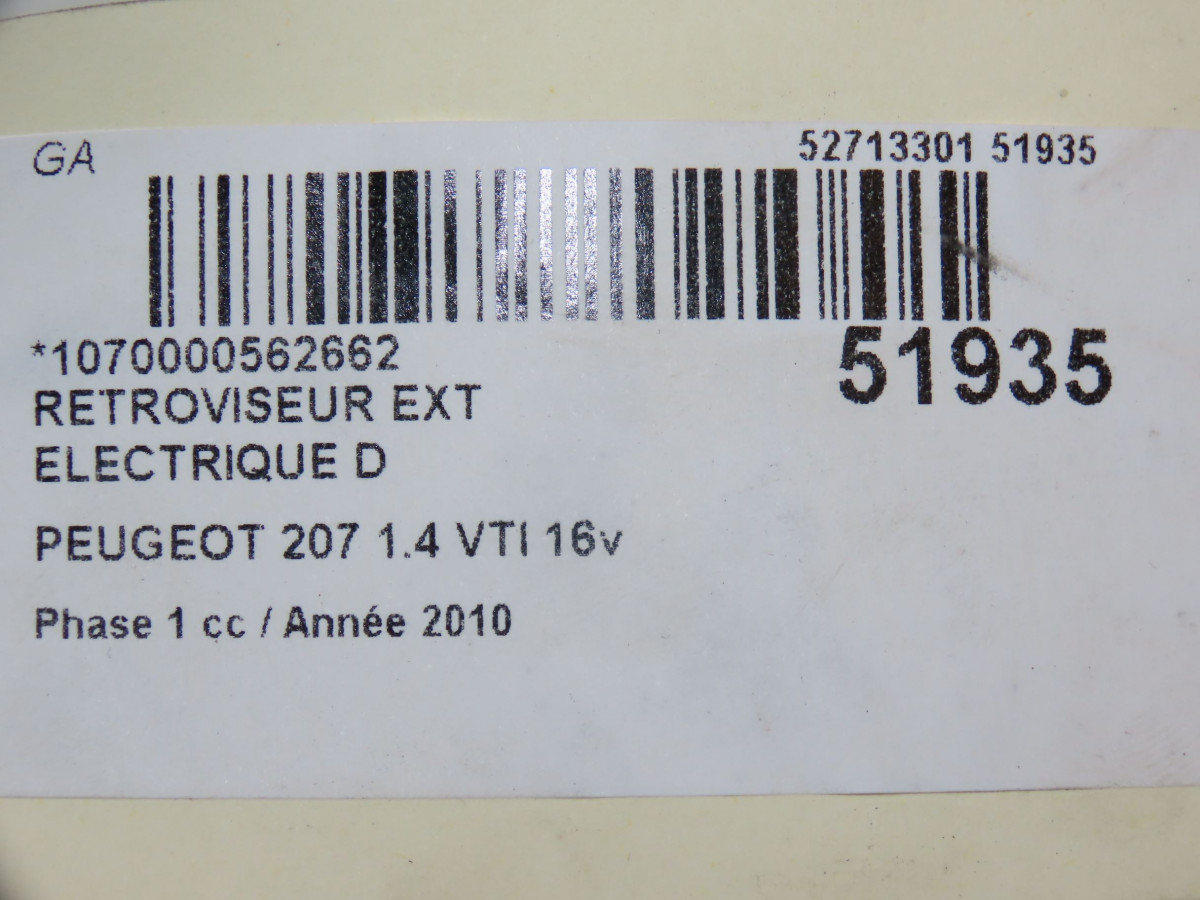 GA
52713301 51935
*1070000562662
51935
RETROVISEUR EXT
ELECTRIQUE D
PEUGEOT 207 1.4 VTI 16v
Phase 1 cc / Année 2010